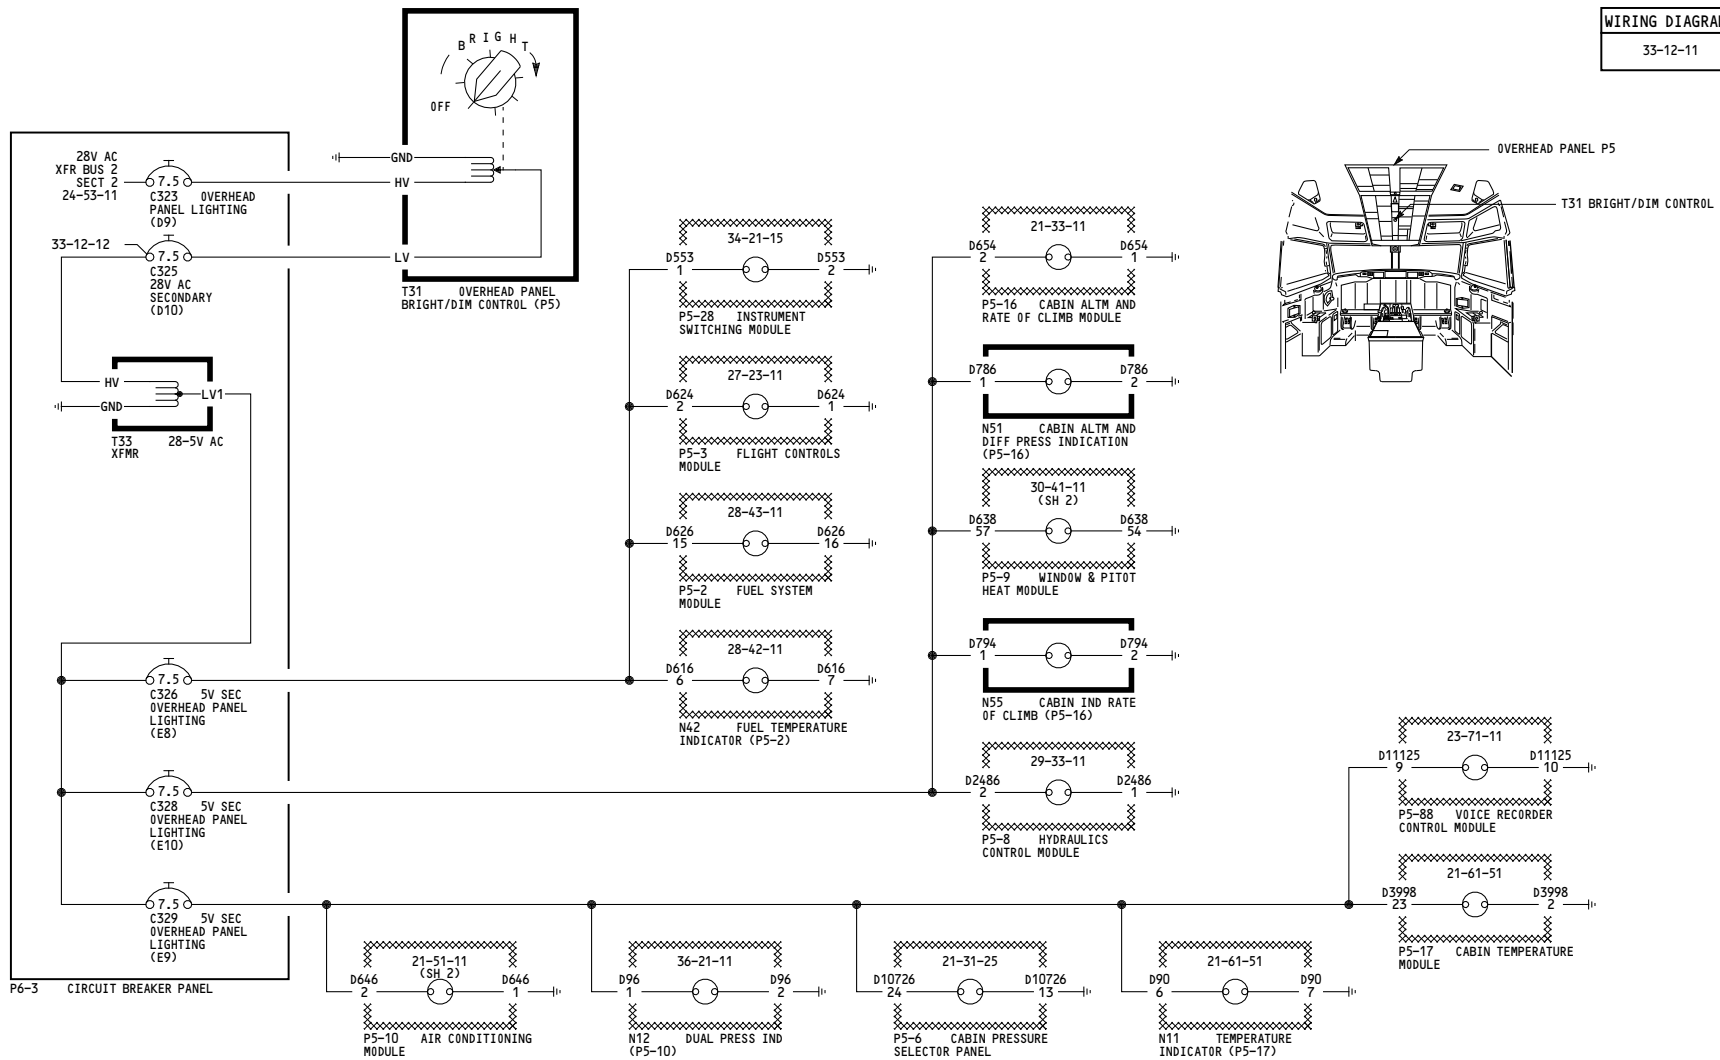 WIRING DIAGRA
33-12-11
BRIGHT
OFF
GND
HV
LV
T31 OVERHEAD PANEL
BRIGHT/DIM CONTROL (P5)
28V AC
XFR BUS 2
SECT 2
24-53-11
7.5
C323 OVERHEAD
PANEL LIGHTING
(D9)
33-12-12
7.5
C325
28V AC
SECONDARY
(D10)
HV
GND
LV1
T33 28-5V AC
XFMR
7.5
C326 5V SEC
OVERHEAD PANEL
LIGHTING
(E8)
7.5
C328 5V SEC
OVERHEAD PANEL
LIGHTING
(E10)
7.5
C329 5V SEC
OVERHEAD PANEL
LIGHTING
(E9)
P6-3 CIRCUIT BREAKER PANEL
34-21-15
D553 D553
1 2
P5-28 INSTRUMENT
SWITCHING MODULE
27-23-11
D624 D624
2 1
P5-3 FLIGHT CONTROLS
MODULE
28-43-11
D626 D626
15 16
P5-2 FUEL SYSTEM
MODULE
28-42-11
D616 D616
6 7
N42 FUEL TEMPERATURE
INDICATOR (P5-2)
21-33-11
D654 D654
2 1
P5-16 CABIN ALTM AND
RATE OF CLIMB MODULE
D786 D786
1 2
N51 CABIN ALTM AND
DIFF PRESS INDICATION
(P5-16)
30-41-11
(SH 2)
D638 D638
57 54
P5-9 WINDOW & PITOT
HEAT MODULE
D794 D794
1 2
N55 CABIN IND RATE
OF CLIMB (P5-16)
29-33-11
D2486 D2486
2 1
P5-8 HYDRAULICS
CONTROL MODULE
OVERHEAD PANEL P5
T31 BRIGHT/DIM CONTROL
23-71-11
D11125 D11125
9 10
P5-88 VOICE RECORDER
CONTROL MODULE
21-61-51
D3998 D3998
23 2
P5-17 CABIN TEMPERATURE
MODULE
21-51-11
(SH 2)
D646 D646
2 1
P5-10 AIR CONDITIONING
MODULE
36-21-11
D96 D96
1 2
N12 DUAL PRESS IND
(P5-10)
21-31-25
D10726 D10726
24 13
P5-6 CABIN PRESSURE
SELECTOR PANEL
21-61-51
D90 D90
6 7
N11 TEMPERATURE
INDICATOR (P5-17)